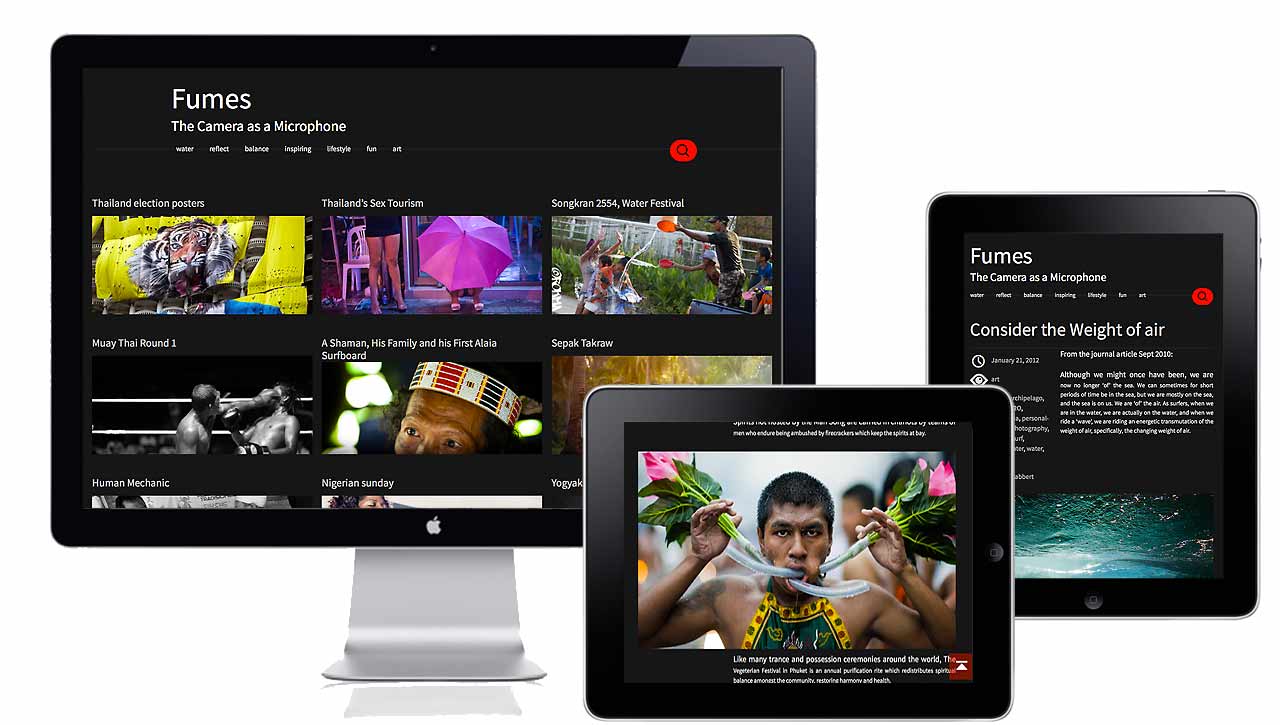 Fumes
The Camera as a Microphone
water reflect balance inspiring lifestyle fun art
Thailand election posters
Thailand's Sex Tourism
Songkran 2554, Water Festival
Muay Thai Round 1
A Shaman, His Family and his First Alaia
Surfboard
Sepak Takraw
Human Mechanic
Nigerian sunday
Yogyak
Fumes
The Camera as a Microphone
water reflect balance inspiring lifestyle fun art
Consider the Weight of air
January 21, 2012
art
rchipelago,
a, personal-
hotography,
urf,
ter, water,
abbert
From the journal article Sept 2010:
Although we might once have been, we are
now no longer 'of' the sea. We can sometimes for short
periods of time be in the sea, but we are mostly on the sea,
and the sea is on us. We are 'of' the air. As surfers, when we
are in the water, we are actually on the water, and when we
ride a 'wave', we are riding an energetic transmutation of the
weight of air, specifically, the changing weight of air.
Spirits not hosted by the Mah Song are carried in chariots by teams of
men who endure being ambushed by firecrackers which keep the spirits at bay.
Like many trance and possession ceremonies around the world, The
Vegeterian Festival in Phuket is an annual purification rite which redistributes spiritual
balance amongst the community, restoring harmony and health.